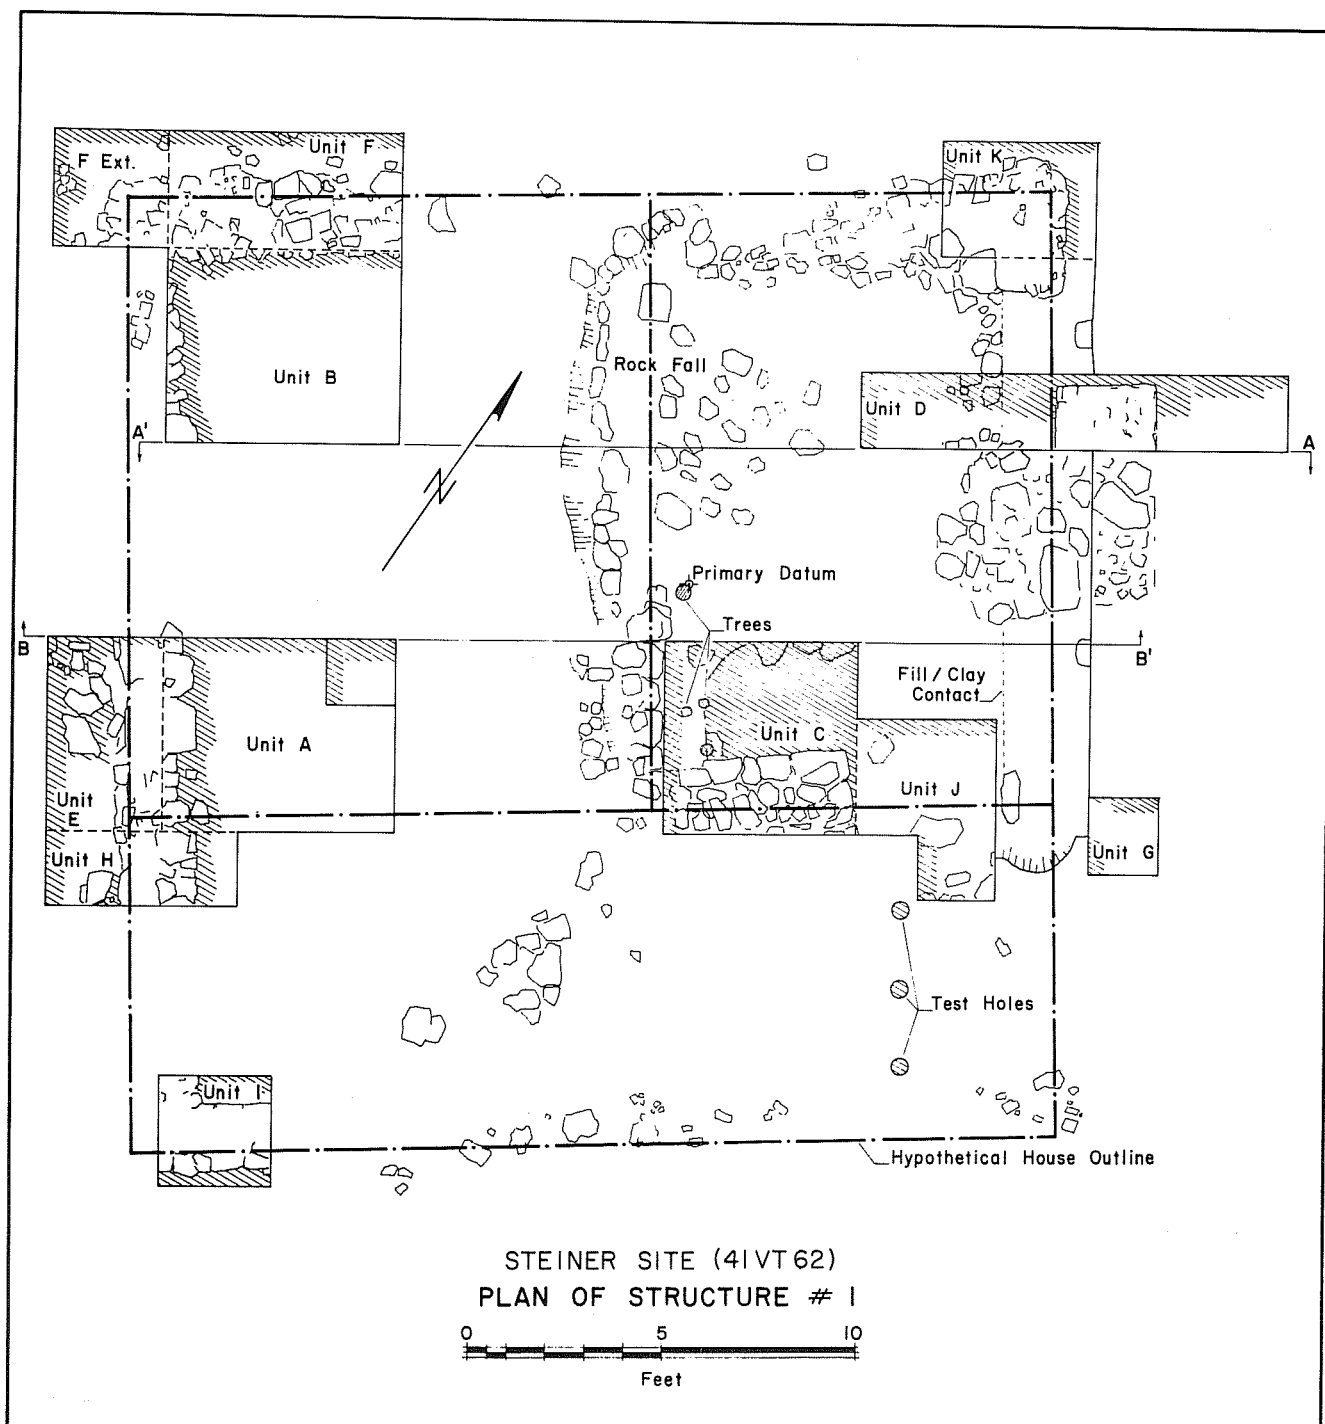 F Ext.
Unit F
Unit K
Rock Fall
Unit B
Unit D
A'
A
N
Primary Datum
Trees
B
B'
Fill / Clay
Contact
Unit A
Unit C
Unit
E
Unit J
Unit H
Unit G
Test Holes
Unit I
Hypothetical House Outline
STEINER SITE (41VT62)
PLAN OF STRUCTURE # 1
0 5 10
Feet